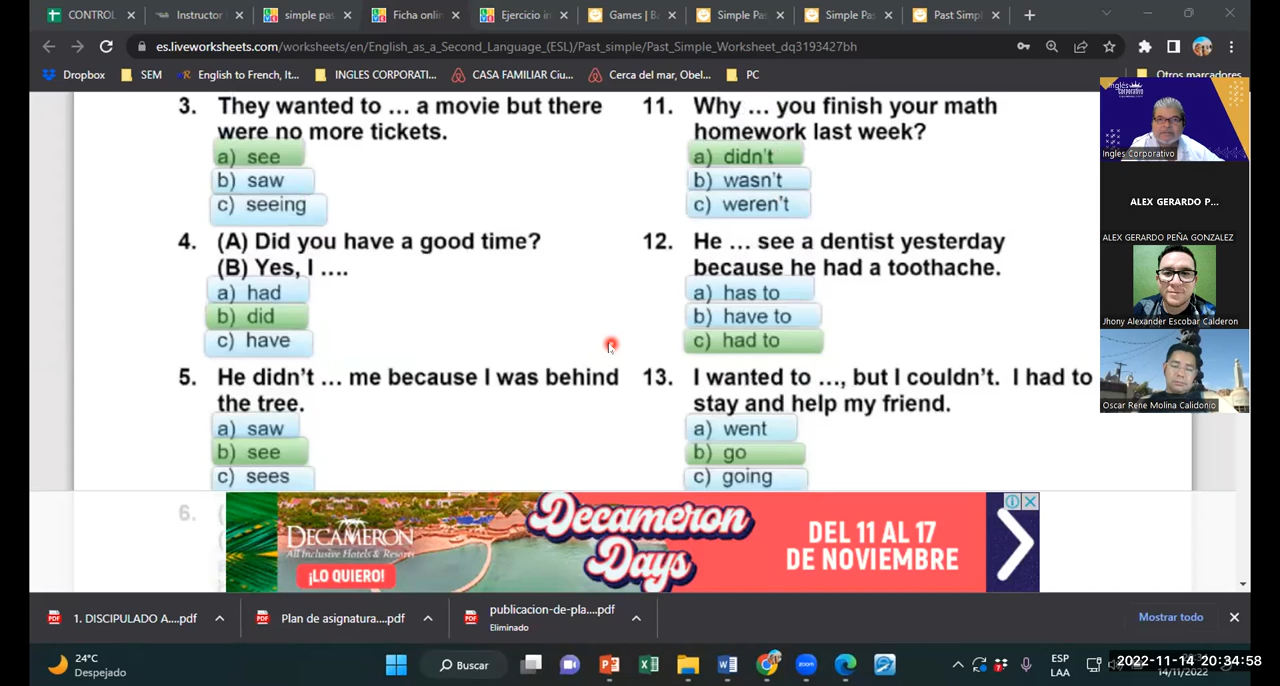 CONTROL
Instructor
simple pas
Ficha onlin
Ejercicio in
Games | Ba
Simple Pas
Simple Pas
Past Simpl
es.liveworksheets.com/worksheets/en/English_as_a_Second_Language_(ESL)/Past_simple/Past_Simple_Worksheet_dq3193427bh
Dropbox
SEM
English to French, It...
INGLES CORPORATI...
CASA FAMILIAR Ciu...
Cerca del mar, Obel...
PC
Otros marcadores
3. They wanted to ... a movie but there
were no more tickets.
a) see
b) saw
c) seeing
4. (A) Did you have a good time?
(B) Yes, I ....
a) had
b) did
c) have
5. He didn't ... me because I was behind
the tree.
a) saw
b) see
c) sees
6. (
11. Why ... you finish your math
homework last week?
a) didn't
b) wasn't
c) weren't
12. He ... see a dentist yesterday
because he had a toothache.
a) has to
b) have to
c) had to
13. I wanted to ..., but I couldn't. I had to
stay and help my friend.
a) went
b) go
c) going
inglés
corporativo
Ingles Corporativo
ALEX GERARDO P...
ALEX GERARDO PEÑA GONZALEZ
Jhony Alexander Escobar Calderon
Oscar Rene Molina Calidonio
DECAMERON
All Inclusive Hotels & Resorts
¡LO QUIERO!
Decameron
Days
DEL 11 AL 17
DE NOVIEMBRE
1. DISCIPULADO A....pdf
Plan de asignatura....pdf
publicacion-de-pla....pdf
Eliminado
Mostrar todo
24°C
Despejado
Buscar
ESP
LAA
2022-11-14 20:34:58
14/11/2022